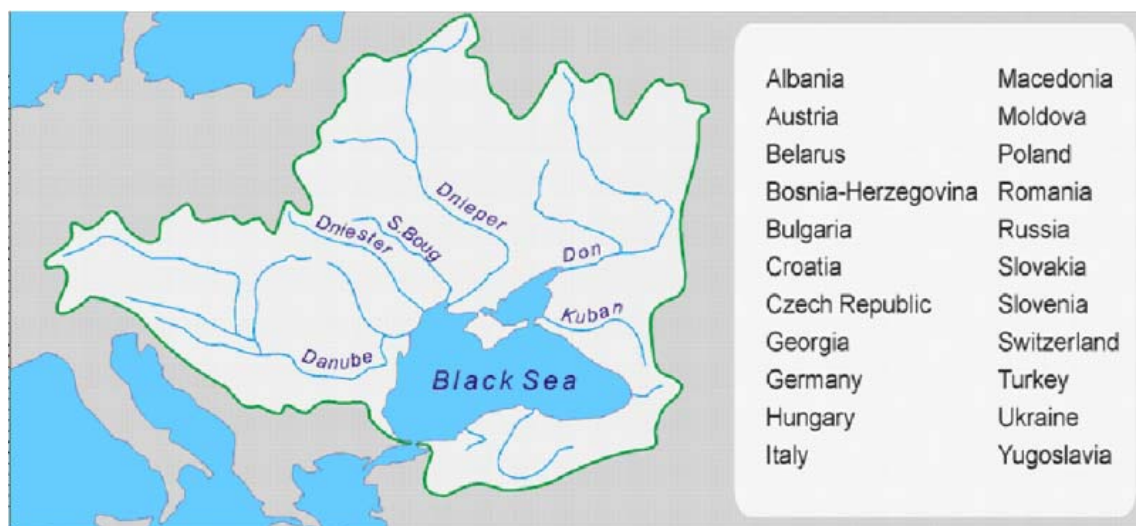 Dnieper
S.Boug
Dniester
Don
Kuban
Danube
Black Sea
Albania
Austria
Belarus
Bosnia-Herzegovina
Bulgaria
Croatia
Czech Republic
Georgia
Germany
Hungary
Italy
Macedonia
Moldova
Poland
Romania
Russia
Slovakia
Slovenia
Switzerland
Turkey
Ukraine
Yugoslavia